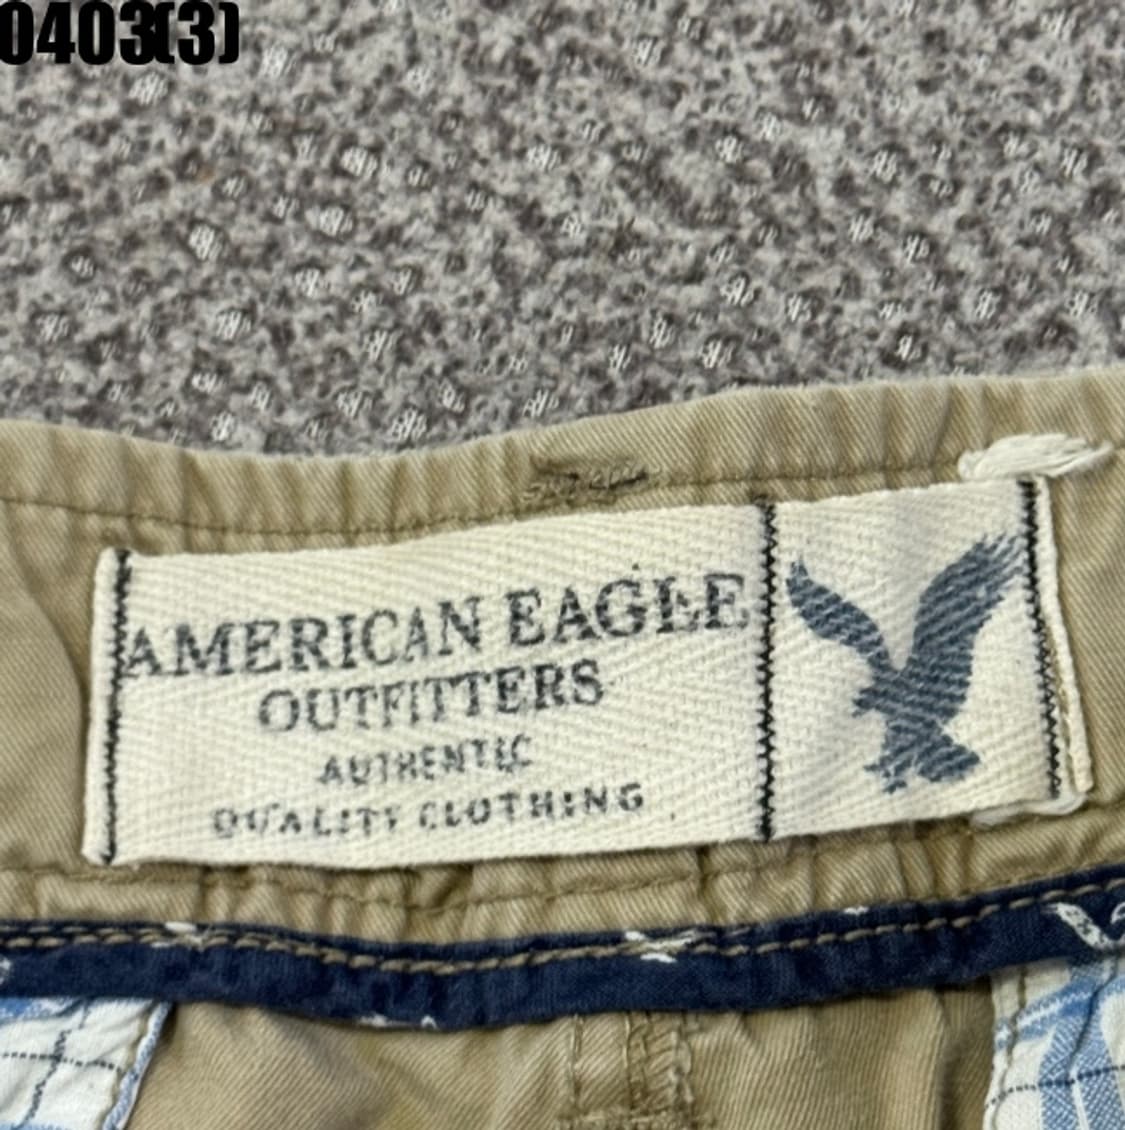 0403(3)
AMERICAN EAGLE
OUTFITTERS
AUTHENTIC
QUALITY CLOTHING